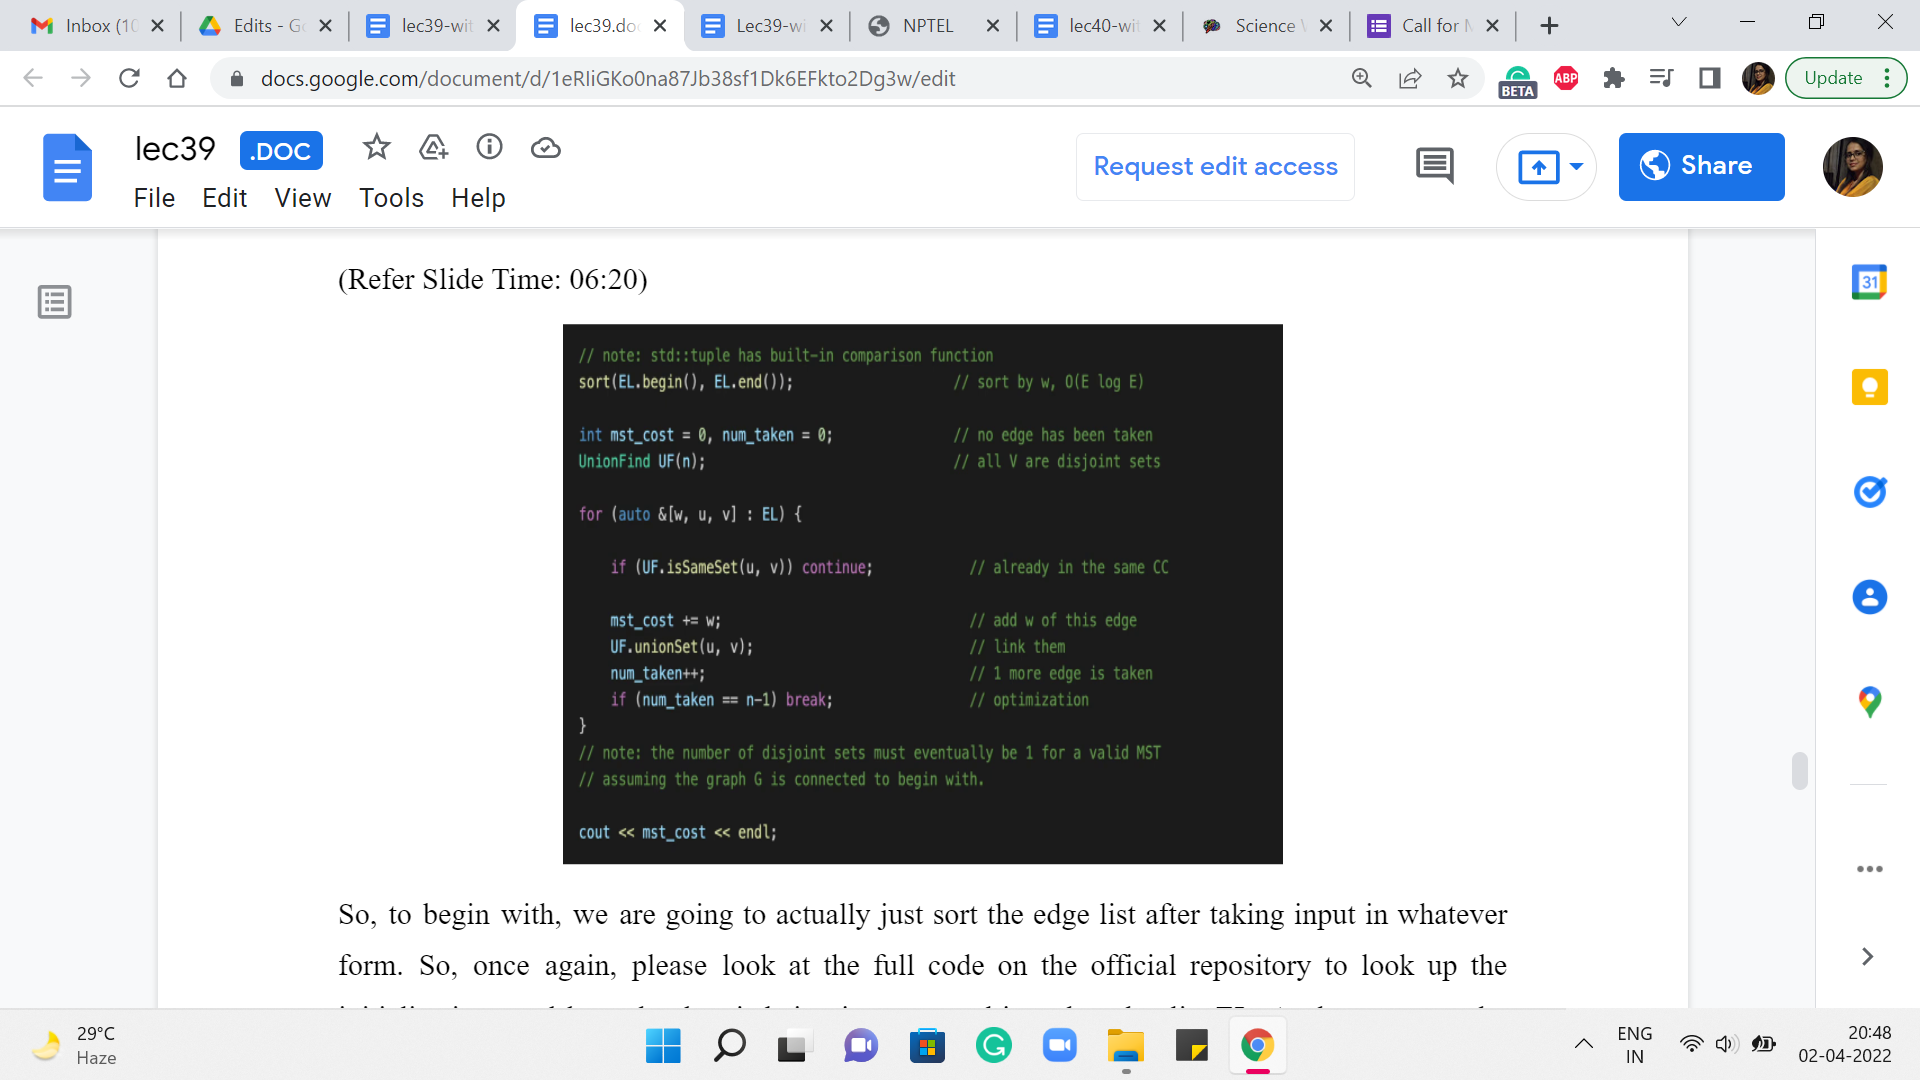 Inbox (10
Edits - Go
lec39-wit
lec39.do
Lec39-wi
NPTEL
lec40-wit
Science
Call for
docs.google.com/document/d/1eRIiGKo0na87Jb38sf1Dk6EFkto2Dg3w/edit
BETA
ABP
Update
lec39
.DOC
Request edit access
Share
File Edit View Tools Help
31
(Refer Slide Time: 06:20)
// note: std::tuple has built-in comparison function
sort(EL.begin(), EL.end()); // sort by w, O(E log E)
int mst_cost = 0, num_taken = 0; // no edge has been taken
UnionFind UF(n); // all V are disjoint sets
for (auto &[w, u, v] : EL) {
if (UF.isSameSet(u, v)) continue; // already in the same CC
mst_cost += w; // add w of this edge
UF.unionSet(u, v); // link them
num_taken++; // 1 more edge is taken
if (num_taken == n-1) break; // optimization
}
// note: the number of disjoint sets must eventually be 1 for a valid MST
// assuming the graph G is connected to begin with.
cout << mst_cost << endl;
So, to begin with, we are going to actually just sort the edge list after taking input in whatever
form. So, once again, please look at the full code on the official repository to look up the
29°C
Haze
ENG
IN
20:48
02-04-2022